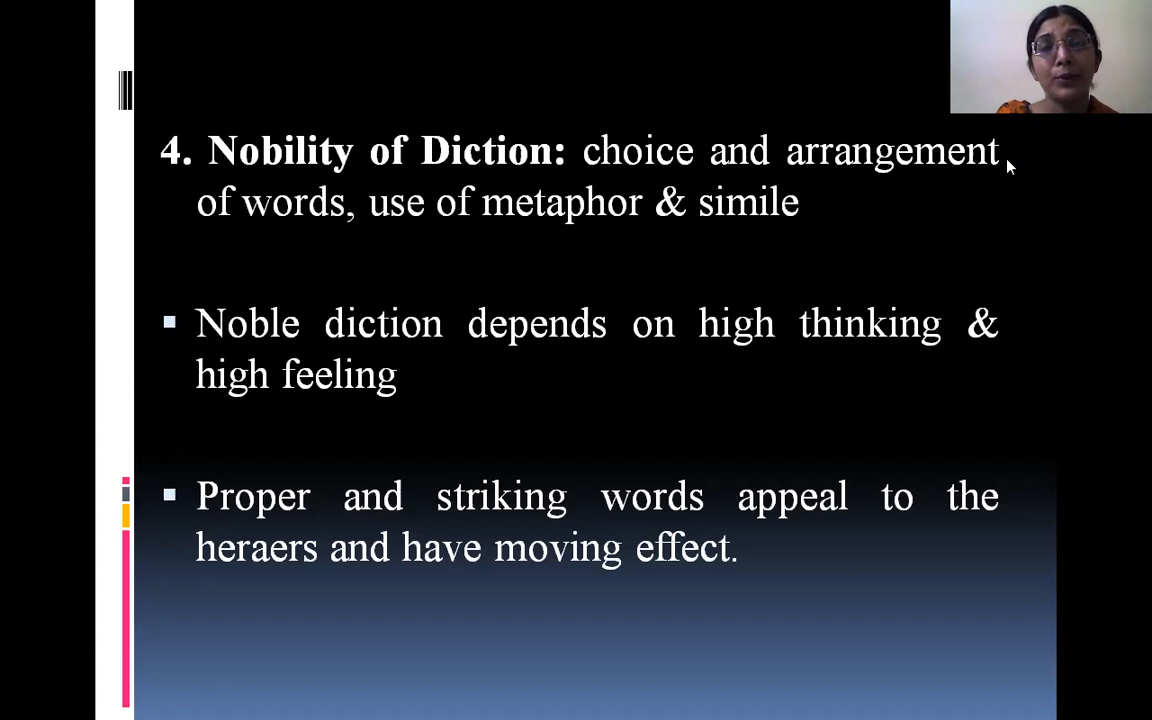 4. Nobility of Diction: choice and arrangement
of words, use of metaphor & simile
▪ Noble diction depends on high thinking &
high feeling
▪ Proper and striking words appeal to the
heraers and have moving effect.